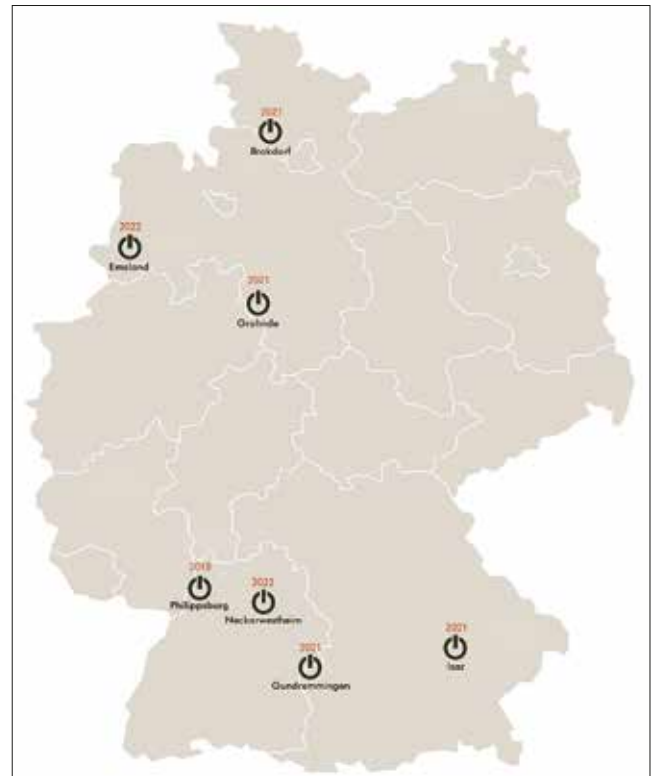 2021
Brokdorf
2022
Emsland
2021
Grohnde
2019
Philippsburg
2022
Neckarwestheim
2021
Gundremmingen
2021
Isar